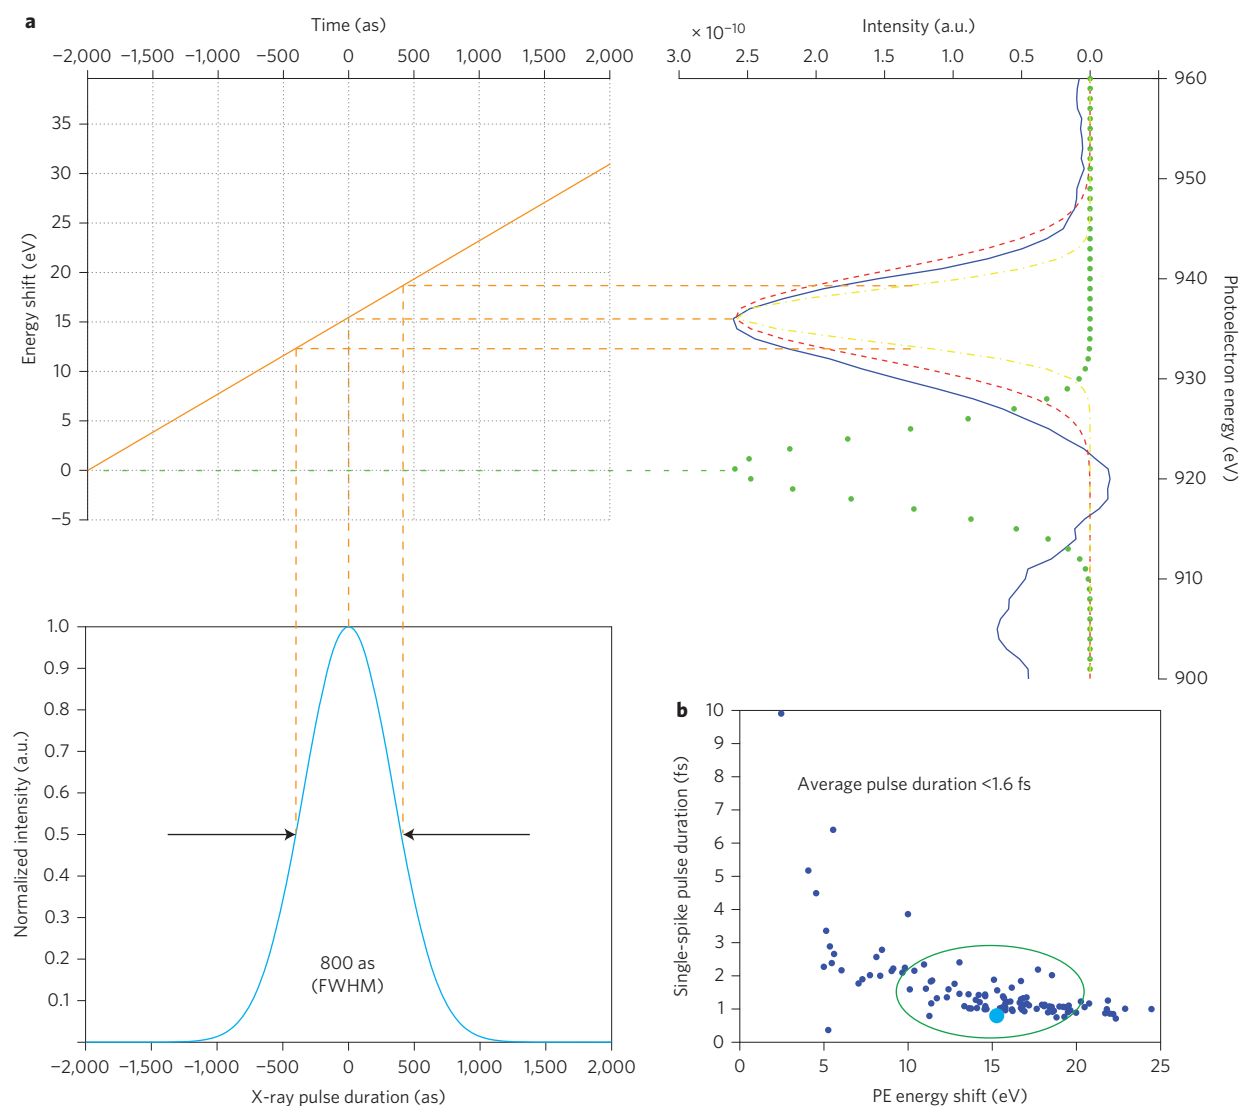 a
Time (as)
−2,000 −1,500 −1,000 −500 0 500 1,000 1,500 2,000
Energy shift (eV)
35
30
25
20
15
10
5
0
−5
× 10⁻¹⁰
Intensity (a.u.)
3.0 2.5 2.0 1.5 1.0 0.5 0.0
960
950
940
930
920
910
900
Photoelectron energy (eV)
Normalized intensity (a.u.)
1.0
0.9
0.8
0.7
0.6
0.5
0.4
0.3
0.2
0.1
800 as
(FWHM)
−2,000 −1,500 −1,000 −500 0 500 1,000 1,500 2,000
X-ray pulse duration (as)
b
Single-spike pulse duration (fs)
10
9
8
7
6
5
4
3
2
1
0
Average pulse duration <1.6 fs
0 5 10 15 20 25
PE energy shift (eV)